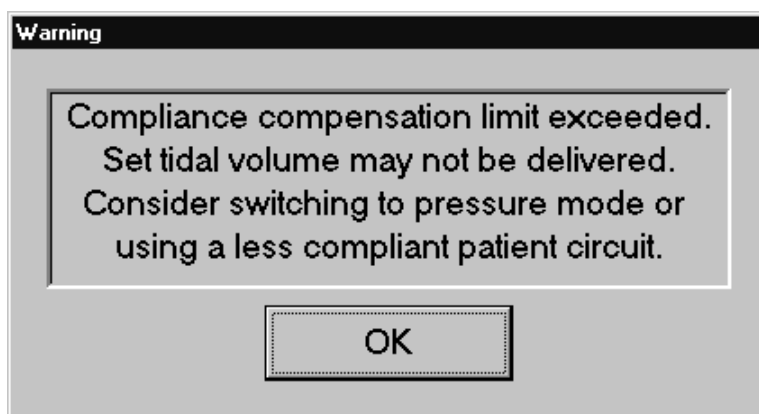 Warning
Compliance compensation limit exceeded.
Set tidal volume may not be delivered.
Consider switching to pressure mode or
using a less compliant patient circuit.
OK